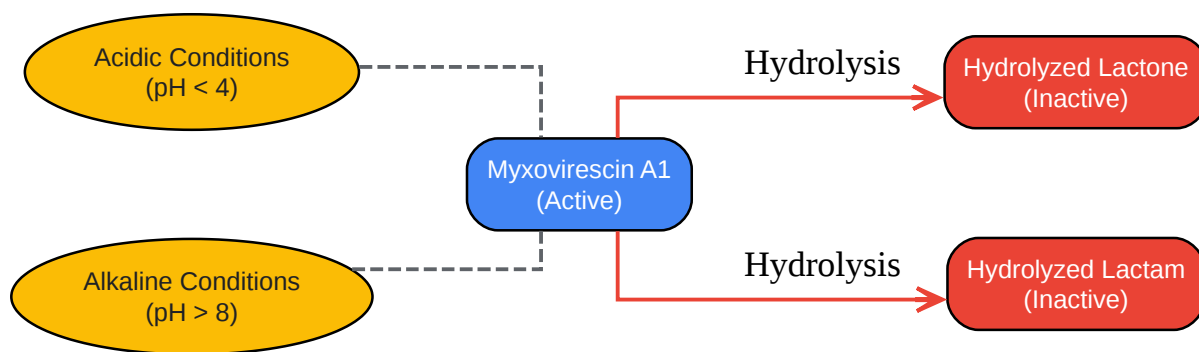 Acidic Conditions
(pH < 4)
Hydrolysis
Hydrolyzed Lactone
(Inactive)
Myxovirescin A1
(Active)
Alkaline Conditions
(pH > 8)
Hydrolysis
Hydrolyzed Lactam
(Inactive)